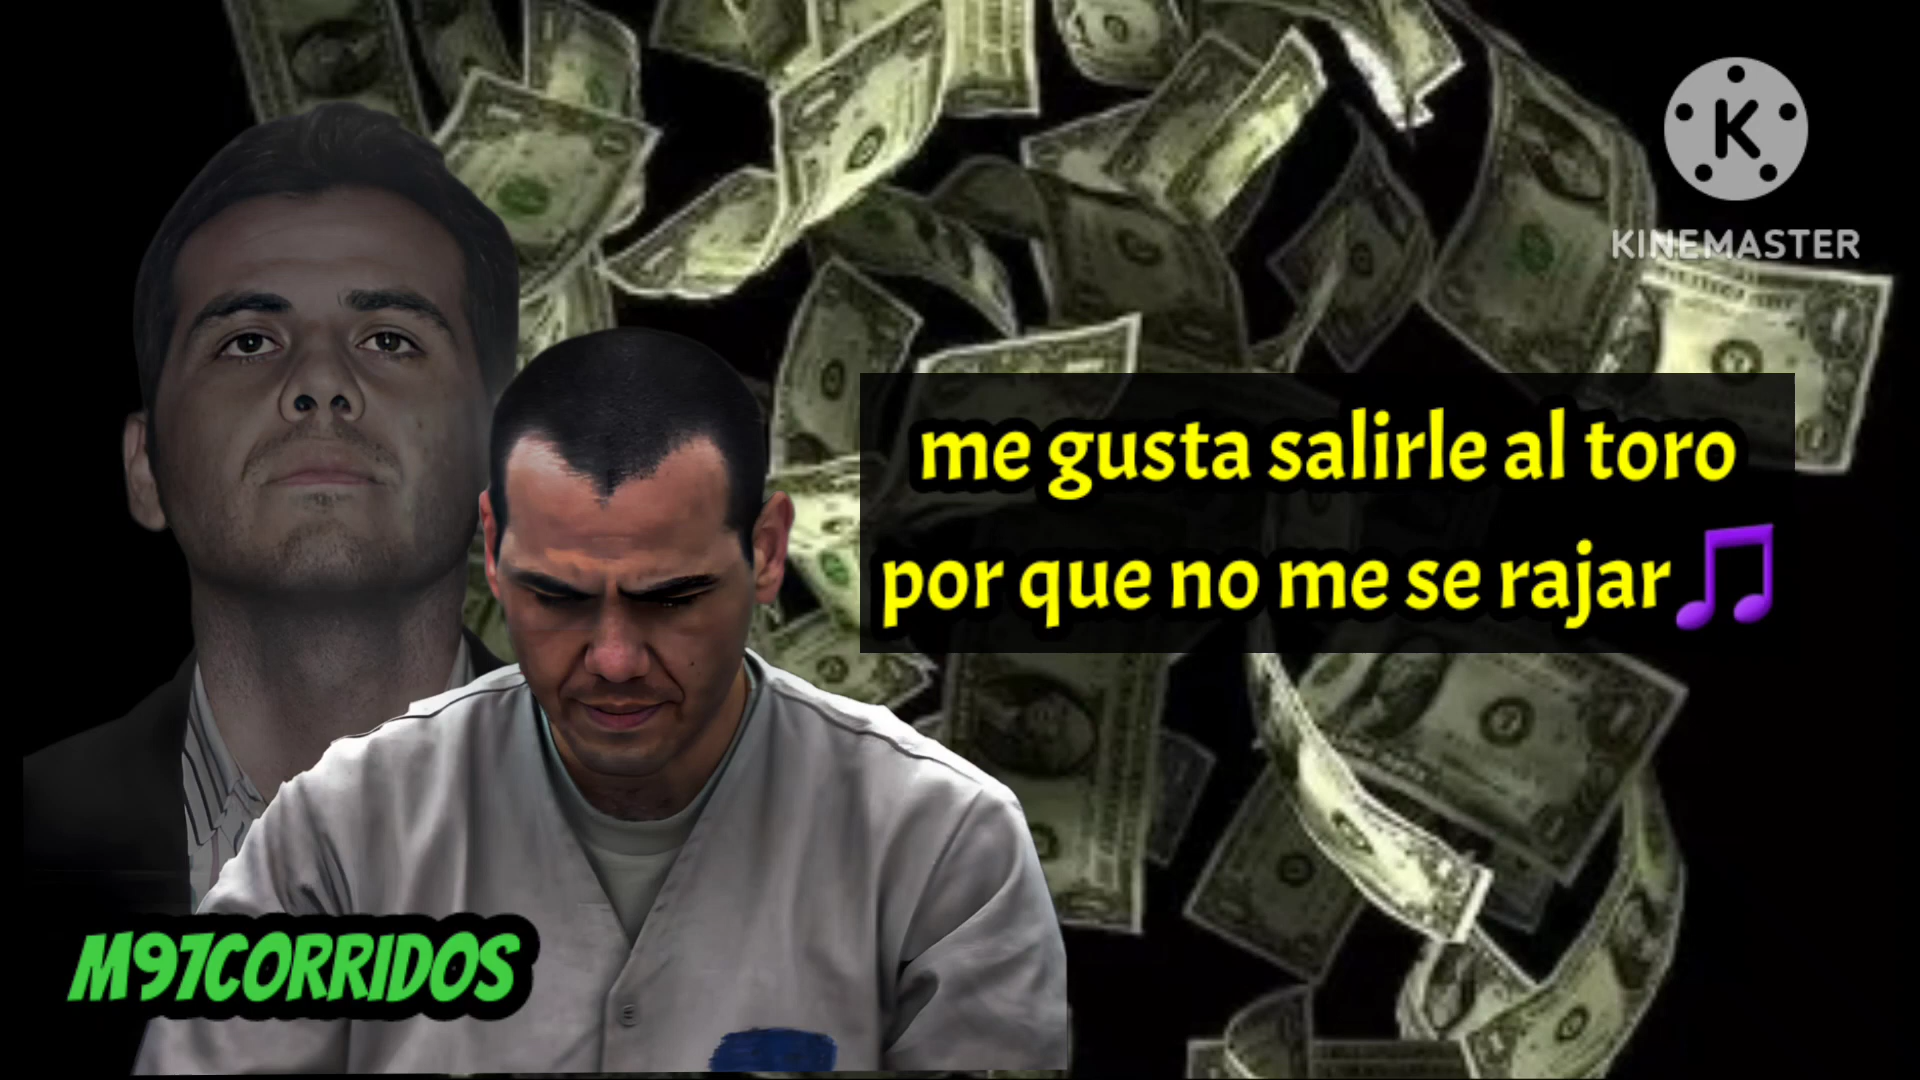 K
KINEMASTER
me gusta salirle al toro
por que no me se rajar🎵
M97CORRIDOS